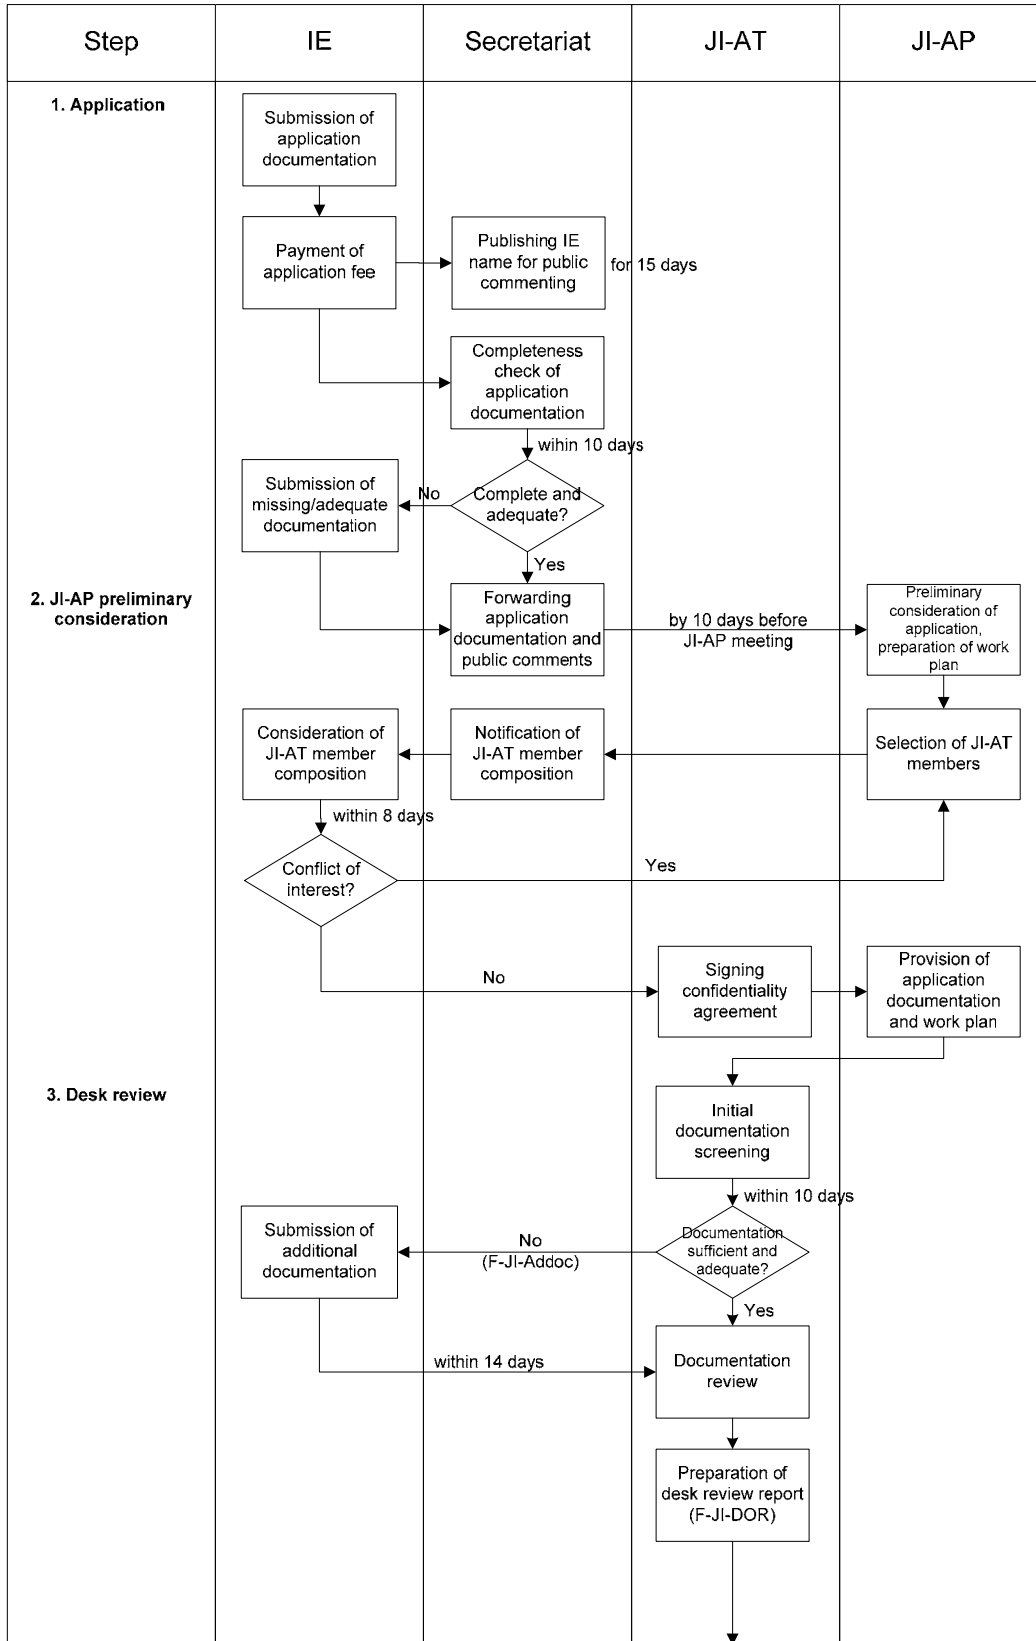 Step
IE
Secretariat
JI-AT
JI-AP
1. Application
Submission of
application
documentation
Payment of
application fee
Publishing IE
name for public
commenting
for 15 days
Completeness
check of
application
documentation
wihin 10 days
Complete and
adequate?
No
Submission of
missing/adequate
documentation
Yes
2. JI-AP preliminary
consideration
Forwarding
application
documentation and
public comments
by 10 days before
JI-AP meeting
Preliminary
consideration of
application,
preparation of work
plan
Selection of JI-AT
members
Notification of
JI-AT member
composition
Consideration of
JI-AT member
composition
within 8 days
Conflict of
interest?
Yes
No
Signing
confidentiality
agreement
Provision of
application
documentation
and work plan
3. Desk review
Initial
documentation
screening
within 10 days
Documentation
sufficient and
adequate?
No
(F-JI-Addoc)
Submission of
additional
documentation
Yes
within 14 days
Documentation
review
Preparation of
desk review report
(F-JI-DOR)